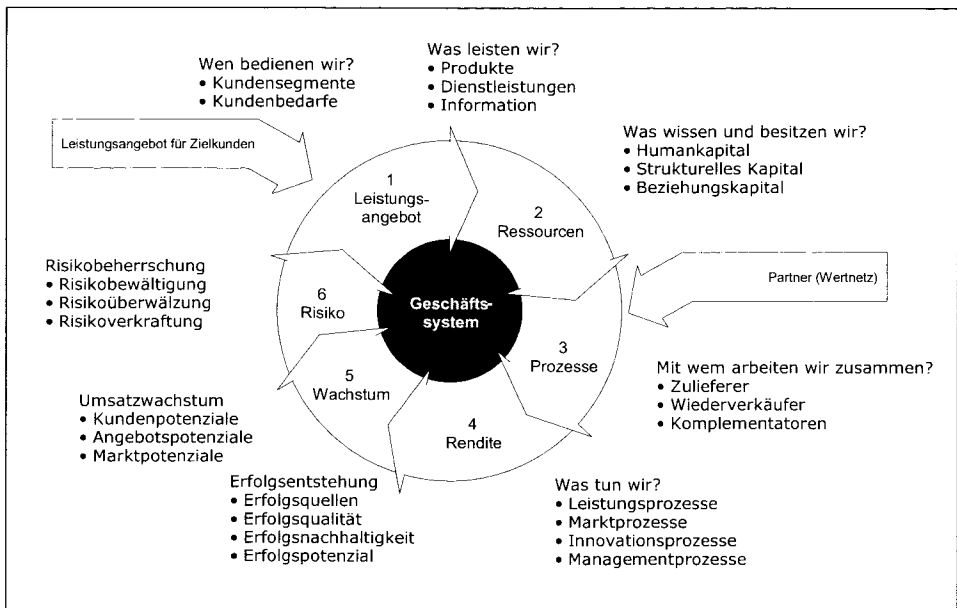 Wen bedienen wir?
• Kundensegmente
• Kundenbedarfe
Was leisten wir?
• Produkte
• Dienstleistungen
• Information
Leistungsangebot für Zielkunden
Was wissen und besitzen wir?
• Humankapital
• Strukturelles Kapital
• Beziehungskapital
1
Leistungs-
angebot
2
Ressourcen
Risikobeherrschung
• Risikobewältigung
• Risikoüberwälzung
• Risikoverkraftung
6
Risiko
Geschäfts-
system
Partner (Wertnetz)
3
Prozesse
5
Wachstum
4
Rendite
Mit wem arbeiten wir zusammen?
• Zulieferer
• Wiederverkäufer
• Komplementatoren
Umsatzwachstum
• Kundenpotenziale
• Angebotspotenziale
• Marktpotenziale
Erfolgsentstehung
• Erfolgsquellen
• Erfolgsqualität
• Erfolgsnachhaltigkeit
• Erfolgspotenzial
Was tun wir?
• Leistungsprozesse
• Marktprozesse
• Innovationsprozesse
• Managementprozesse